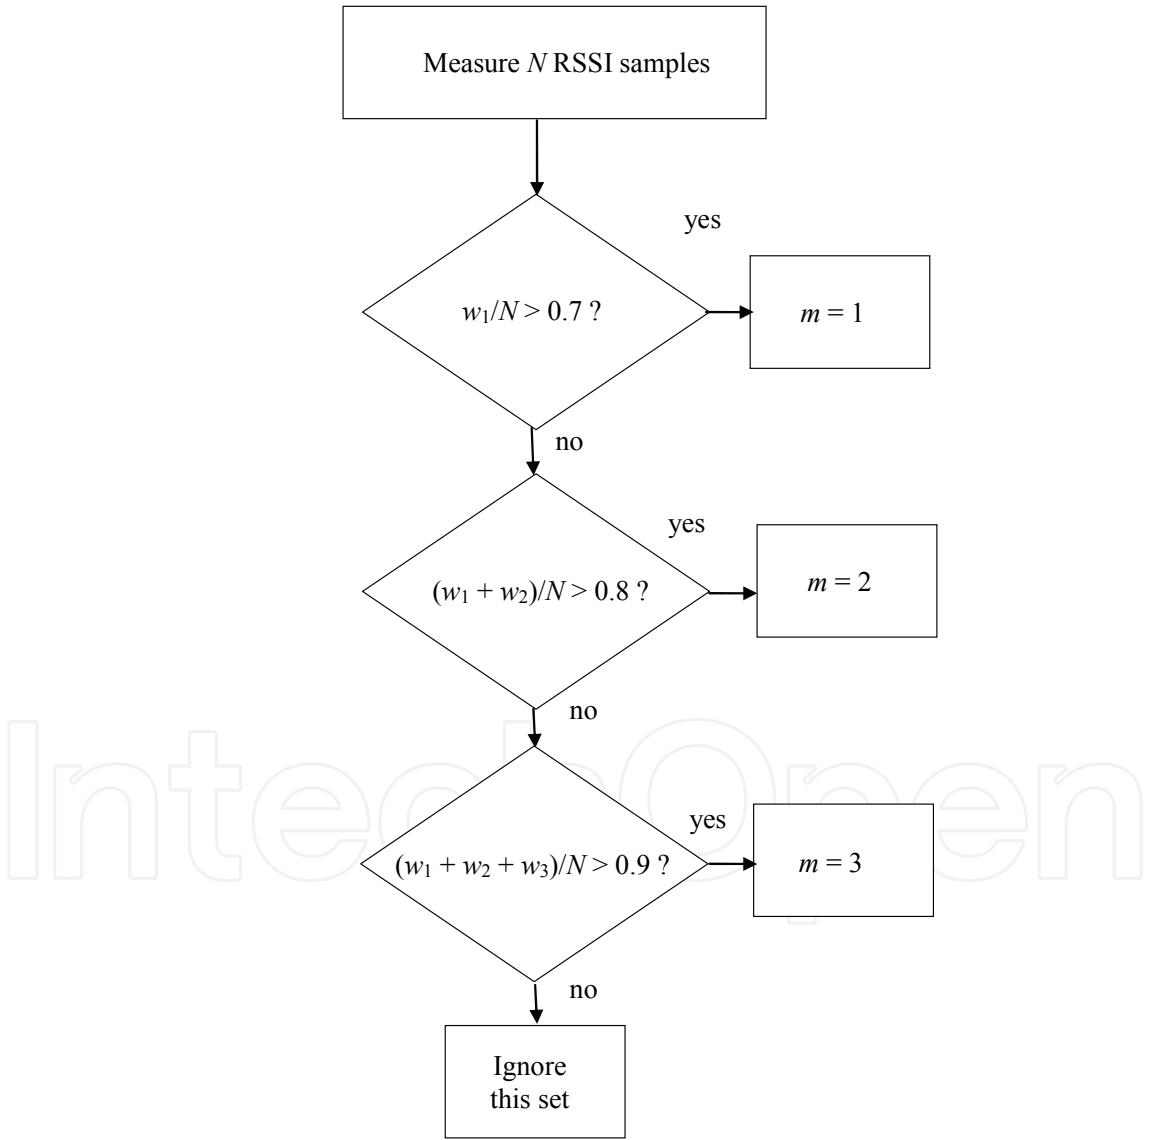 Measure N RSSI samples
yes
w₁/N > 0.7 ?
m = 1
no
yes
(w₁ + w₂)/N > 0.8 ?
m = 2
no
IntechOpen
yes
(w₁ + w₂ + w₃)/N > 0.9 ?
m = 3
no
Ignore
this set